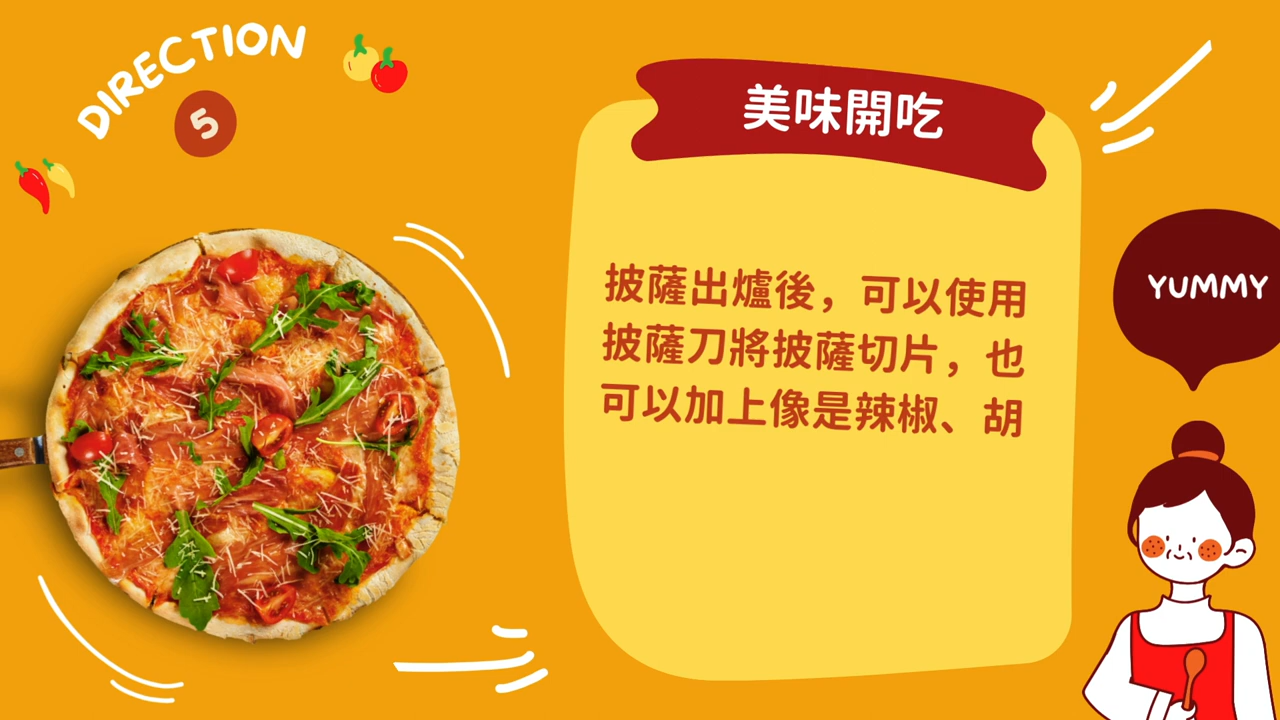 DIRECTION
5
美味開吃
披薩出爐後，可以使用
披薩刀將披薩切片，也
可以加上像是辣椒、胡
YUMMY